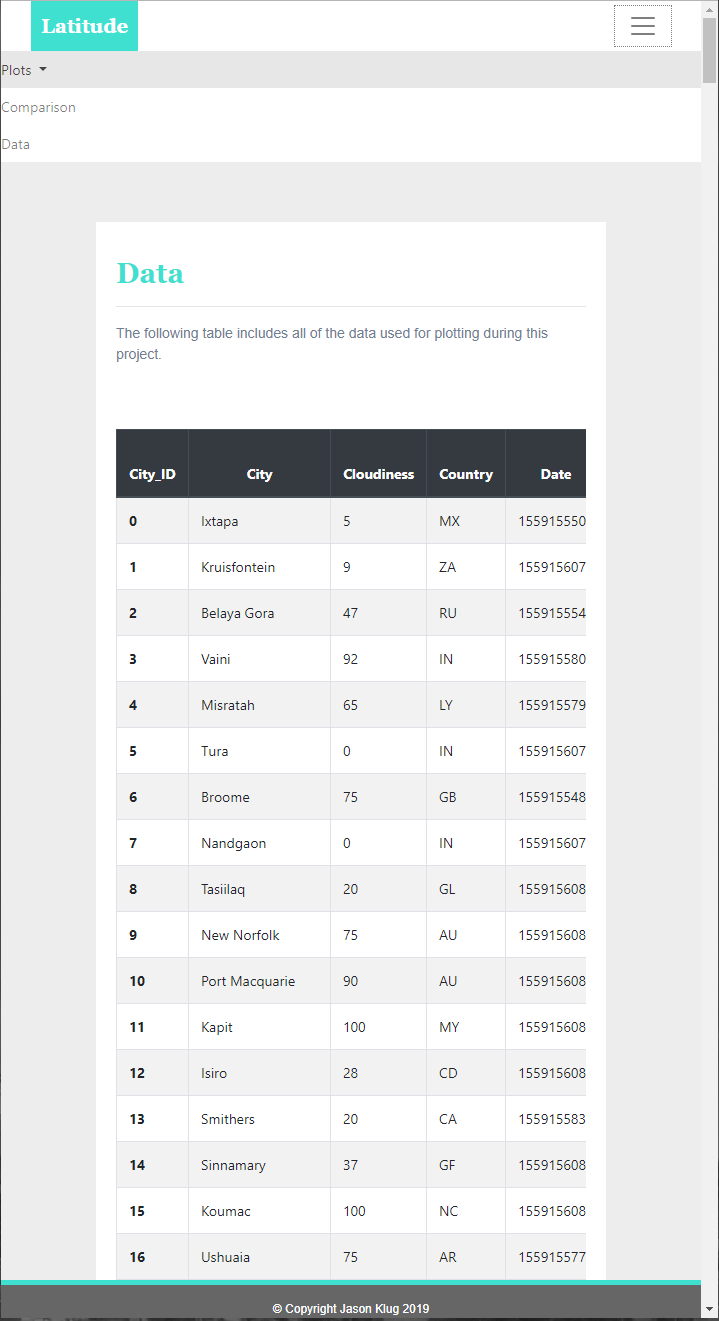 Latitude
Plots
Comparison
Data
Data
The following table includes all of the data used for plotting during this
project.
City_ID City Cloudiness Country Date
0 Ixtapa 5 MX 155915550
1 Kruisfontein 9 ZA 155915607
2 Belaya Gora 47 RU 155915554
3 Vaini 92 IN 155915580
4 Misratah 65 LY 155915579
5 Tura 0 IN 155915607
6 Broome 75 GB 155915548
7 Nandgaon 0 IN 155915607
8 Tasiilaq 20 GL 155915608
9 New Norfolk 75 AU 155915608
10 Port Macquarie 90 AU 155915608
11 Kapit 100 MY 155915608
12 Isiro 28 CD 155915608
13 Smithers 20 CA 155915583
14 Sinnamary 37 GF 155915608
15 Koumac 100 NC 155915608
16 Ushuaia 75 AR 155915577
© Copyright Jason Klug 2019